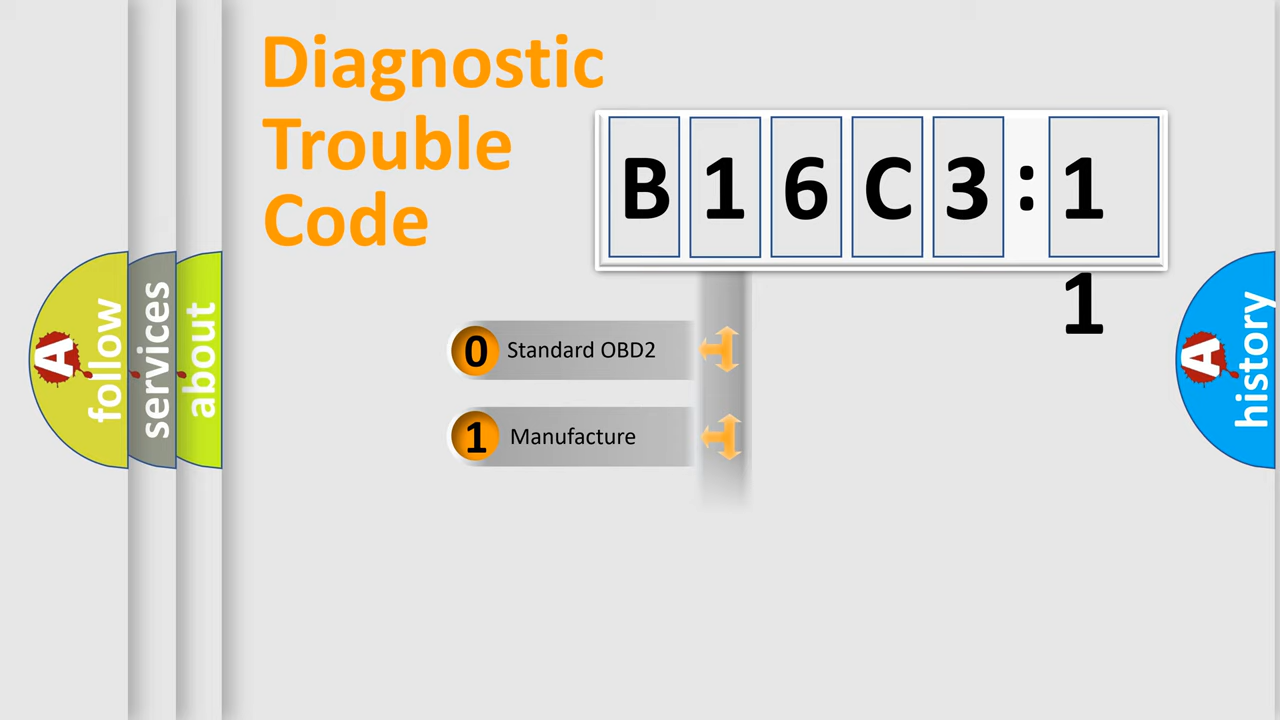 Diagnostic
Trouble
Code
B16C3:1
1
0 Standard OBD2
1 Manufacture
A follow
services
about
A history